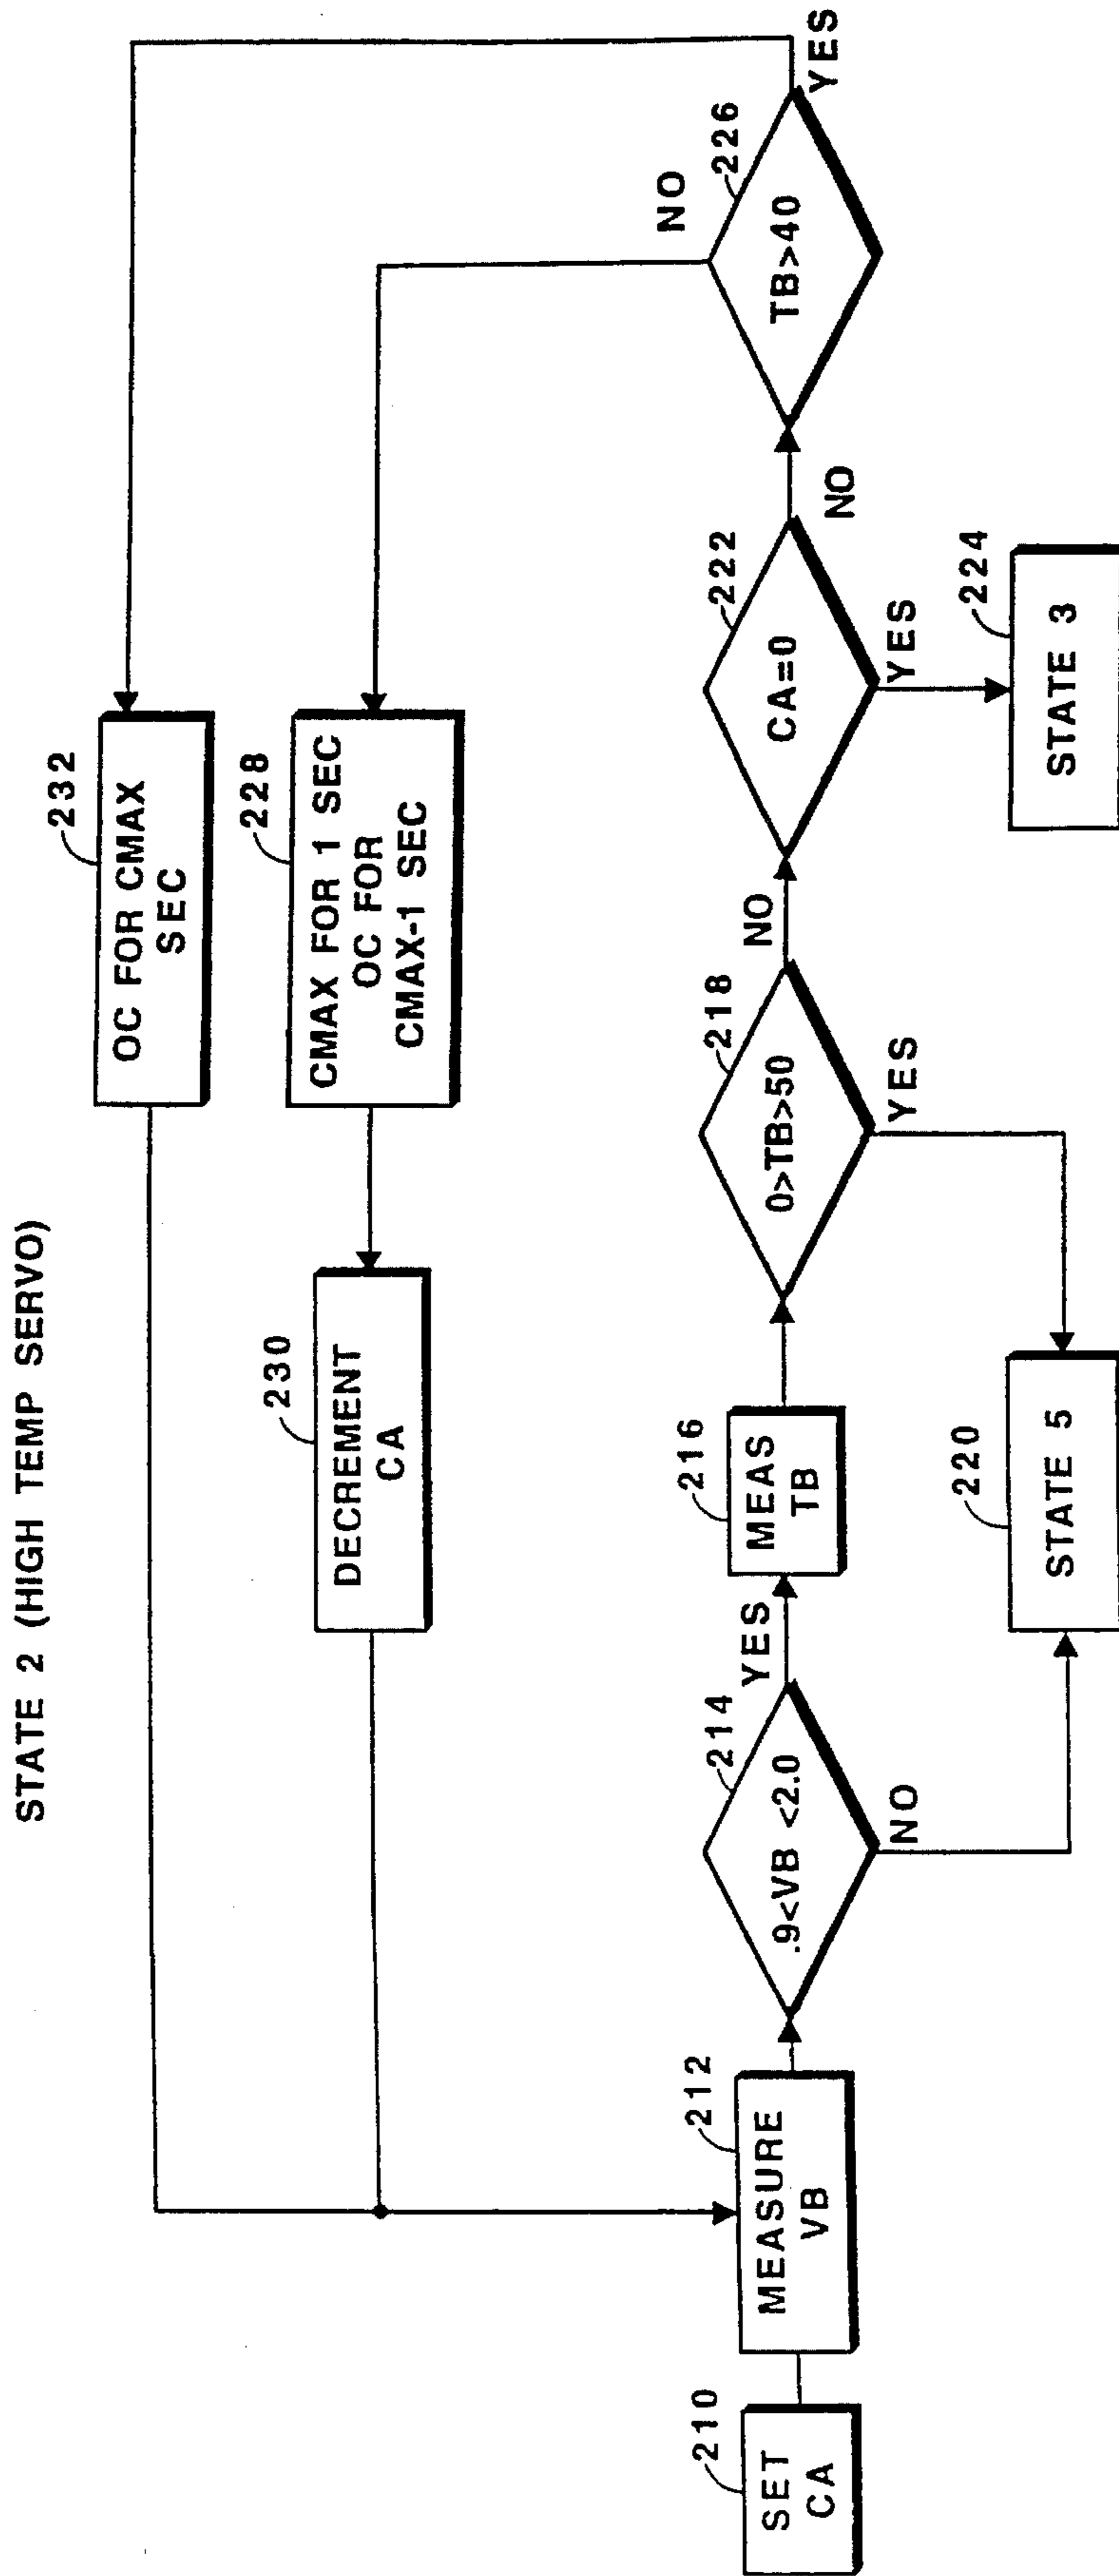 STATE 2 (HIGH TEMP SERVO)
232
OC FOR CMAX
SEC
230
DECREMENT
CA
228
CMAX FOR 1 SEC
OC FOR
CMAX-1 SEC
210
SET
CA
212
MEASURE
VB
214
.9<VB <2.0
YES
NO
216
MEAS
TB
218
0>TB>50
NO
YES
220
STATE 5
222
CA=0
NO
YES
224
STATE 3
226
TB>40
NO
YES